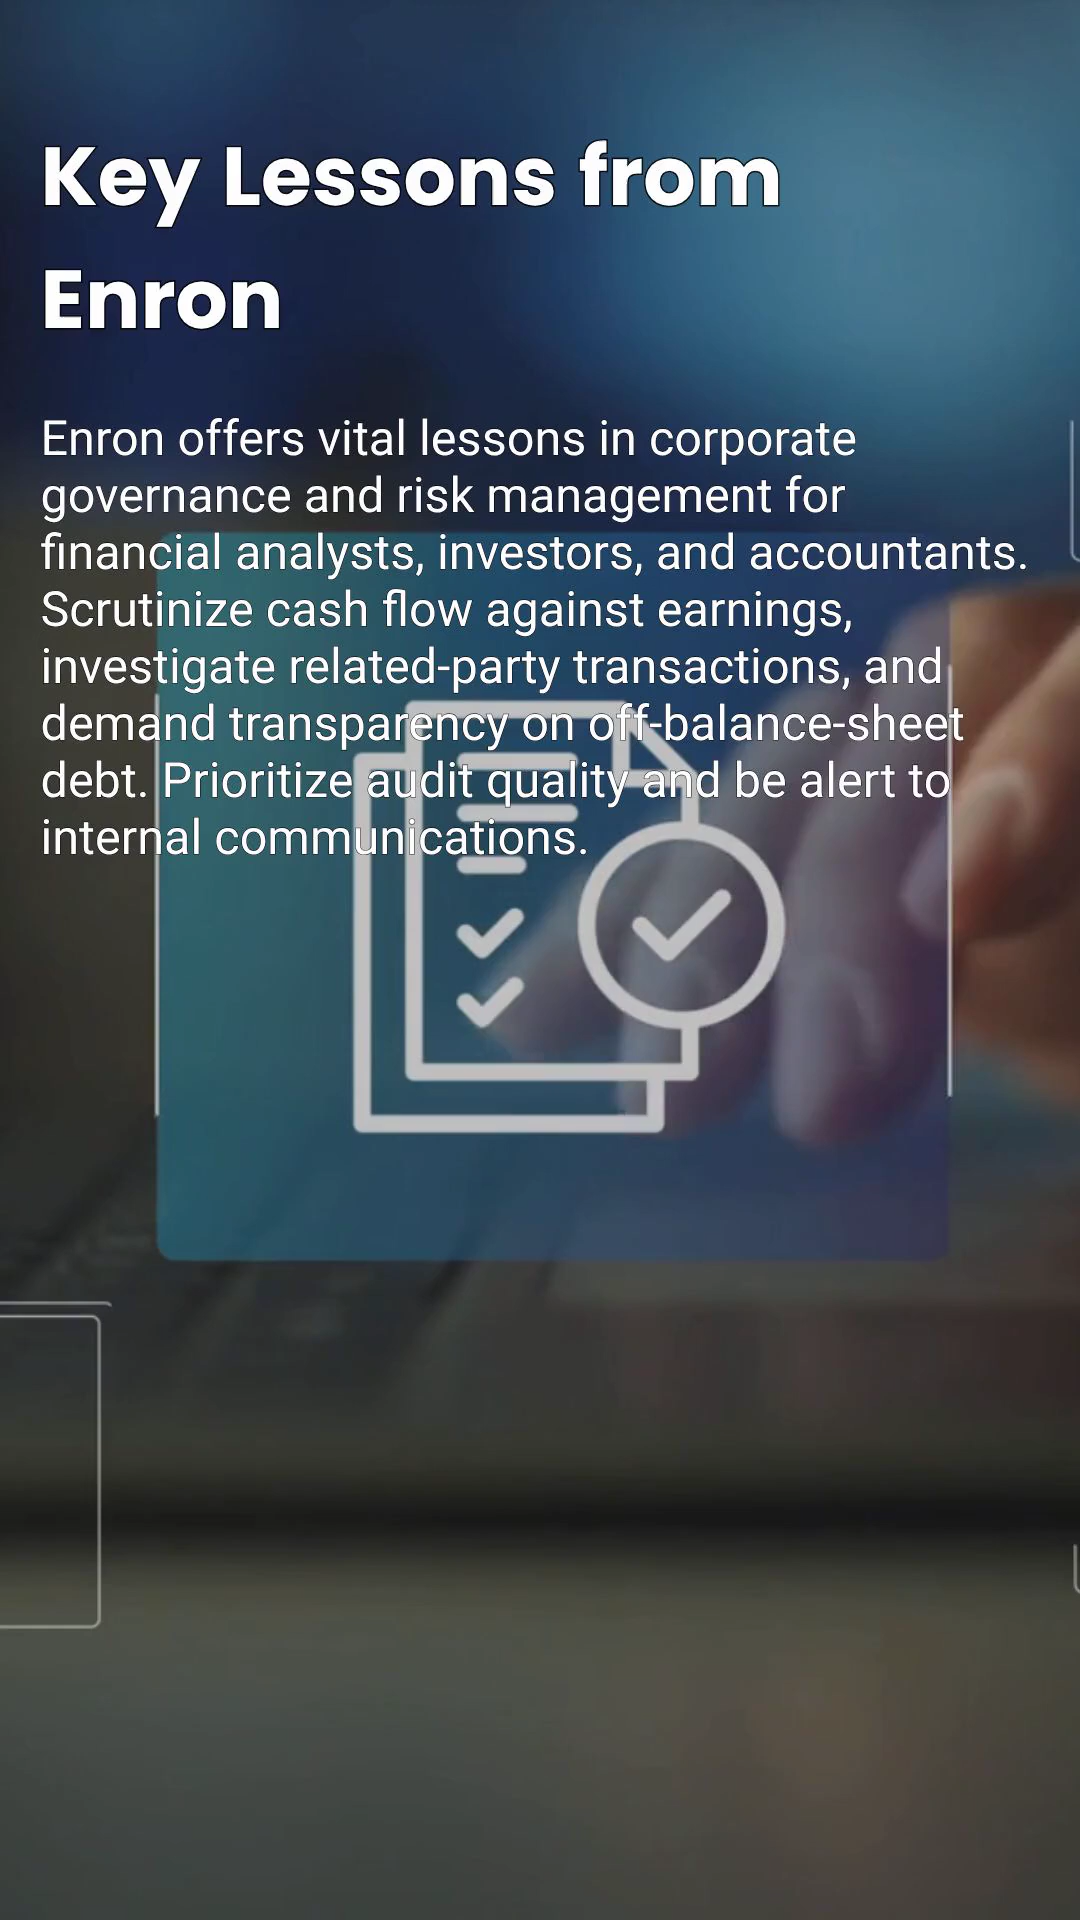 Key Lessons from
Enron
Enron offers vital lessons in corporate
governance and risk management for
financial analysts, investors, and accountants.
Scrutinize cash flow against earnings,
investigate related-party transactions, and
demand transparency on off-balance-sheet
debt. Prioritize audit quality and be alert to
internal communications.